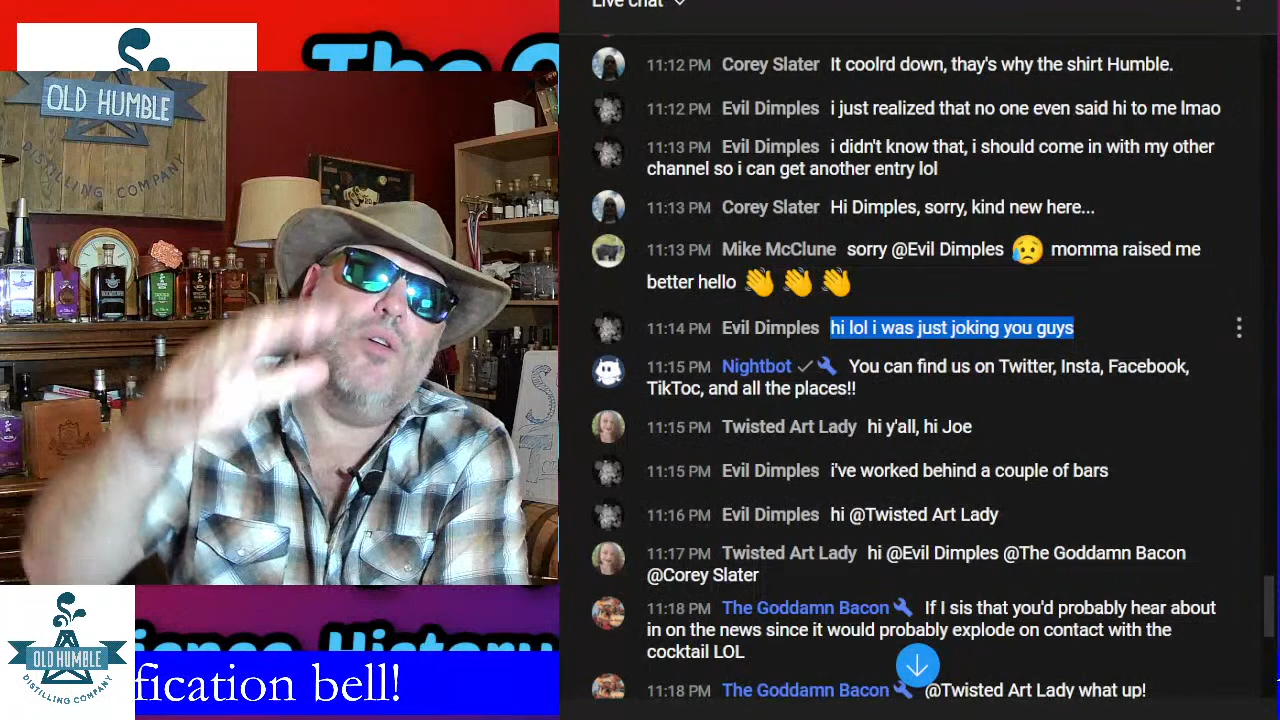 Live chat
The
OLD HUMBLE
DISTILLING COMPANY
11:12 PM Corey Slater It coolrd down, thay's why the shirt Humble.
11:12 PM Evil Dimples i just realized that no one even said hi to me lmao
11:13 PM Evil Dimples i didn't know that, i should come in with my other
channel so i can get another entry lol
11:13 PM Corey Slater Hi Dimples, sorry, kind new here...
11:13 PM Mike McClune sorry @Evil Dimples 😥 momma raised me
better hello 👋 👋 👋
11:14 PM Evil Dimples hi lol i was just joking you guys
11:15 PM Nightbot You can find us on Twitter, Insta, Facebook,
TikToc, and all the places!!
11:15 PM Twisted Art Lady hi y'all, hi Joe
11:15 PM Evil Dimples i've worked behind a couple of bars
11:16 PM Evil Dimples hi @Twisted Art Lady
11:17 PM Twisted Art Lady hi @Evil Dimples @The Goddamn Bacon
@Corey Slater
11:18 PM The Goddamn Bacon If I sis that you'd probably hear about
in on the news since it would probably explode on contact with the
cocktail LOL
11:18 PM The Goddamn Bacon @Twisted Art Lady what up!
ience, History
OLD HUMBLE
DISTILLING COMPANY
fication bell!